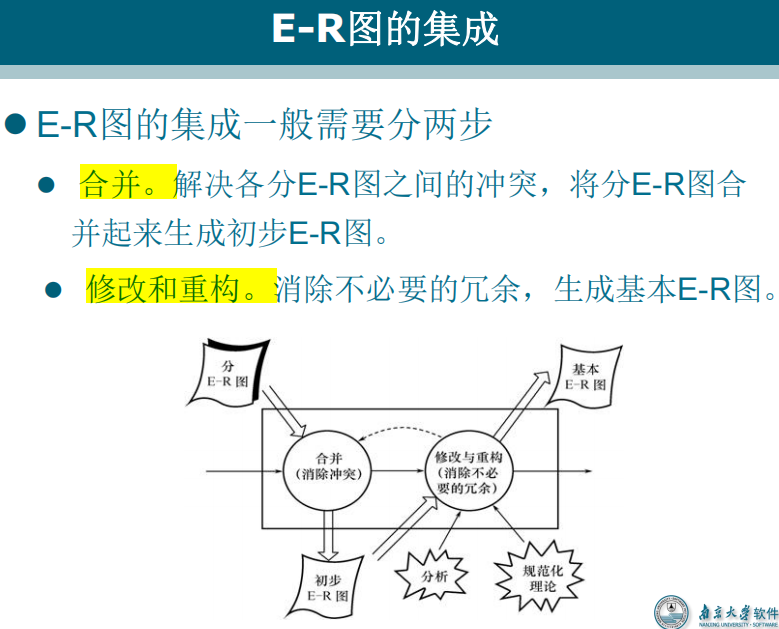 E-R图的集成
E-R图的集成一般需要分两步
合并。解决各分E-R图之间的冲突，将分E-R图合
并起来生成初步E-R图。
修改和重构。消除不必要的冗余，生成基本E-R图。
分
E-R 图
基本
E-R 图
合并
（消除冲突）
修改与重构
（消除不必
要的冗余）
初步
E-R 图
分析
规范化
理论
南京大学软件
NANJING UNIVERSITY · SOFTWARE